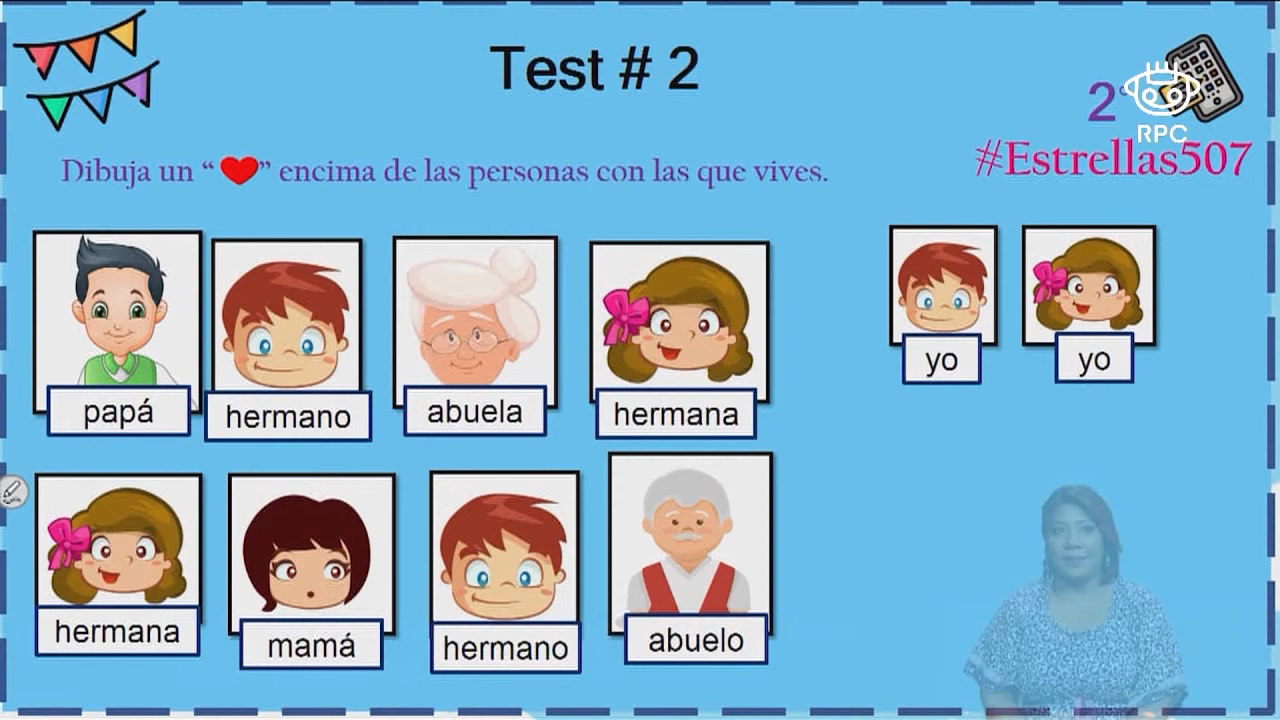 Test # 2
2°
RPC
#Estrellas507
Dibuja un “❤” encima de las personas con las que vives.
papá
hermano
abuela
hermana
yo
yo
hermana
mamá
hermano
abuelo